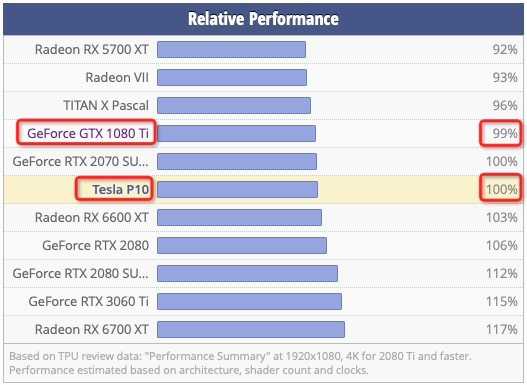 Relative Performance
Radeon RX 5700 XT 92%
Radeon VII 93%
TITAN X Pascal 96%
GeForce GTX 1080 Ti 99%
GeForce RTX 2070 SU... 100%
Tesla P10 100%
Radeon RX 6600 XT 103%
GeForce RTX 2080 106%
GeForce RTX 2080 SU... 112%
GeForce RTX 3060 Ti 115%
Radeon RX 6700 XT 117%
Based on TPU review data: "Performance Summary" at 1920x1080, 4K for 2080 Ti and faster.
Performance estimated based on architecture, shader count and clocks.